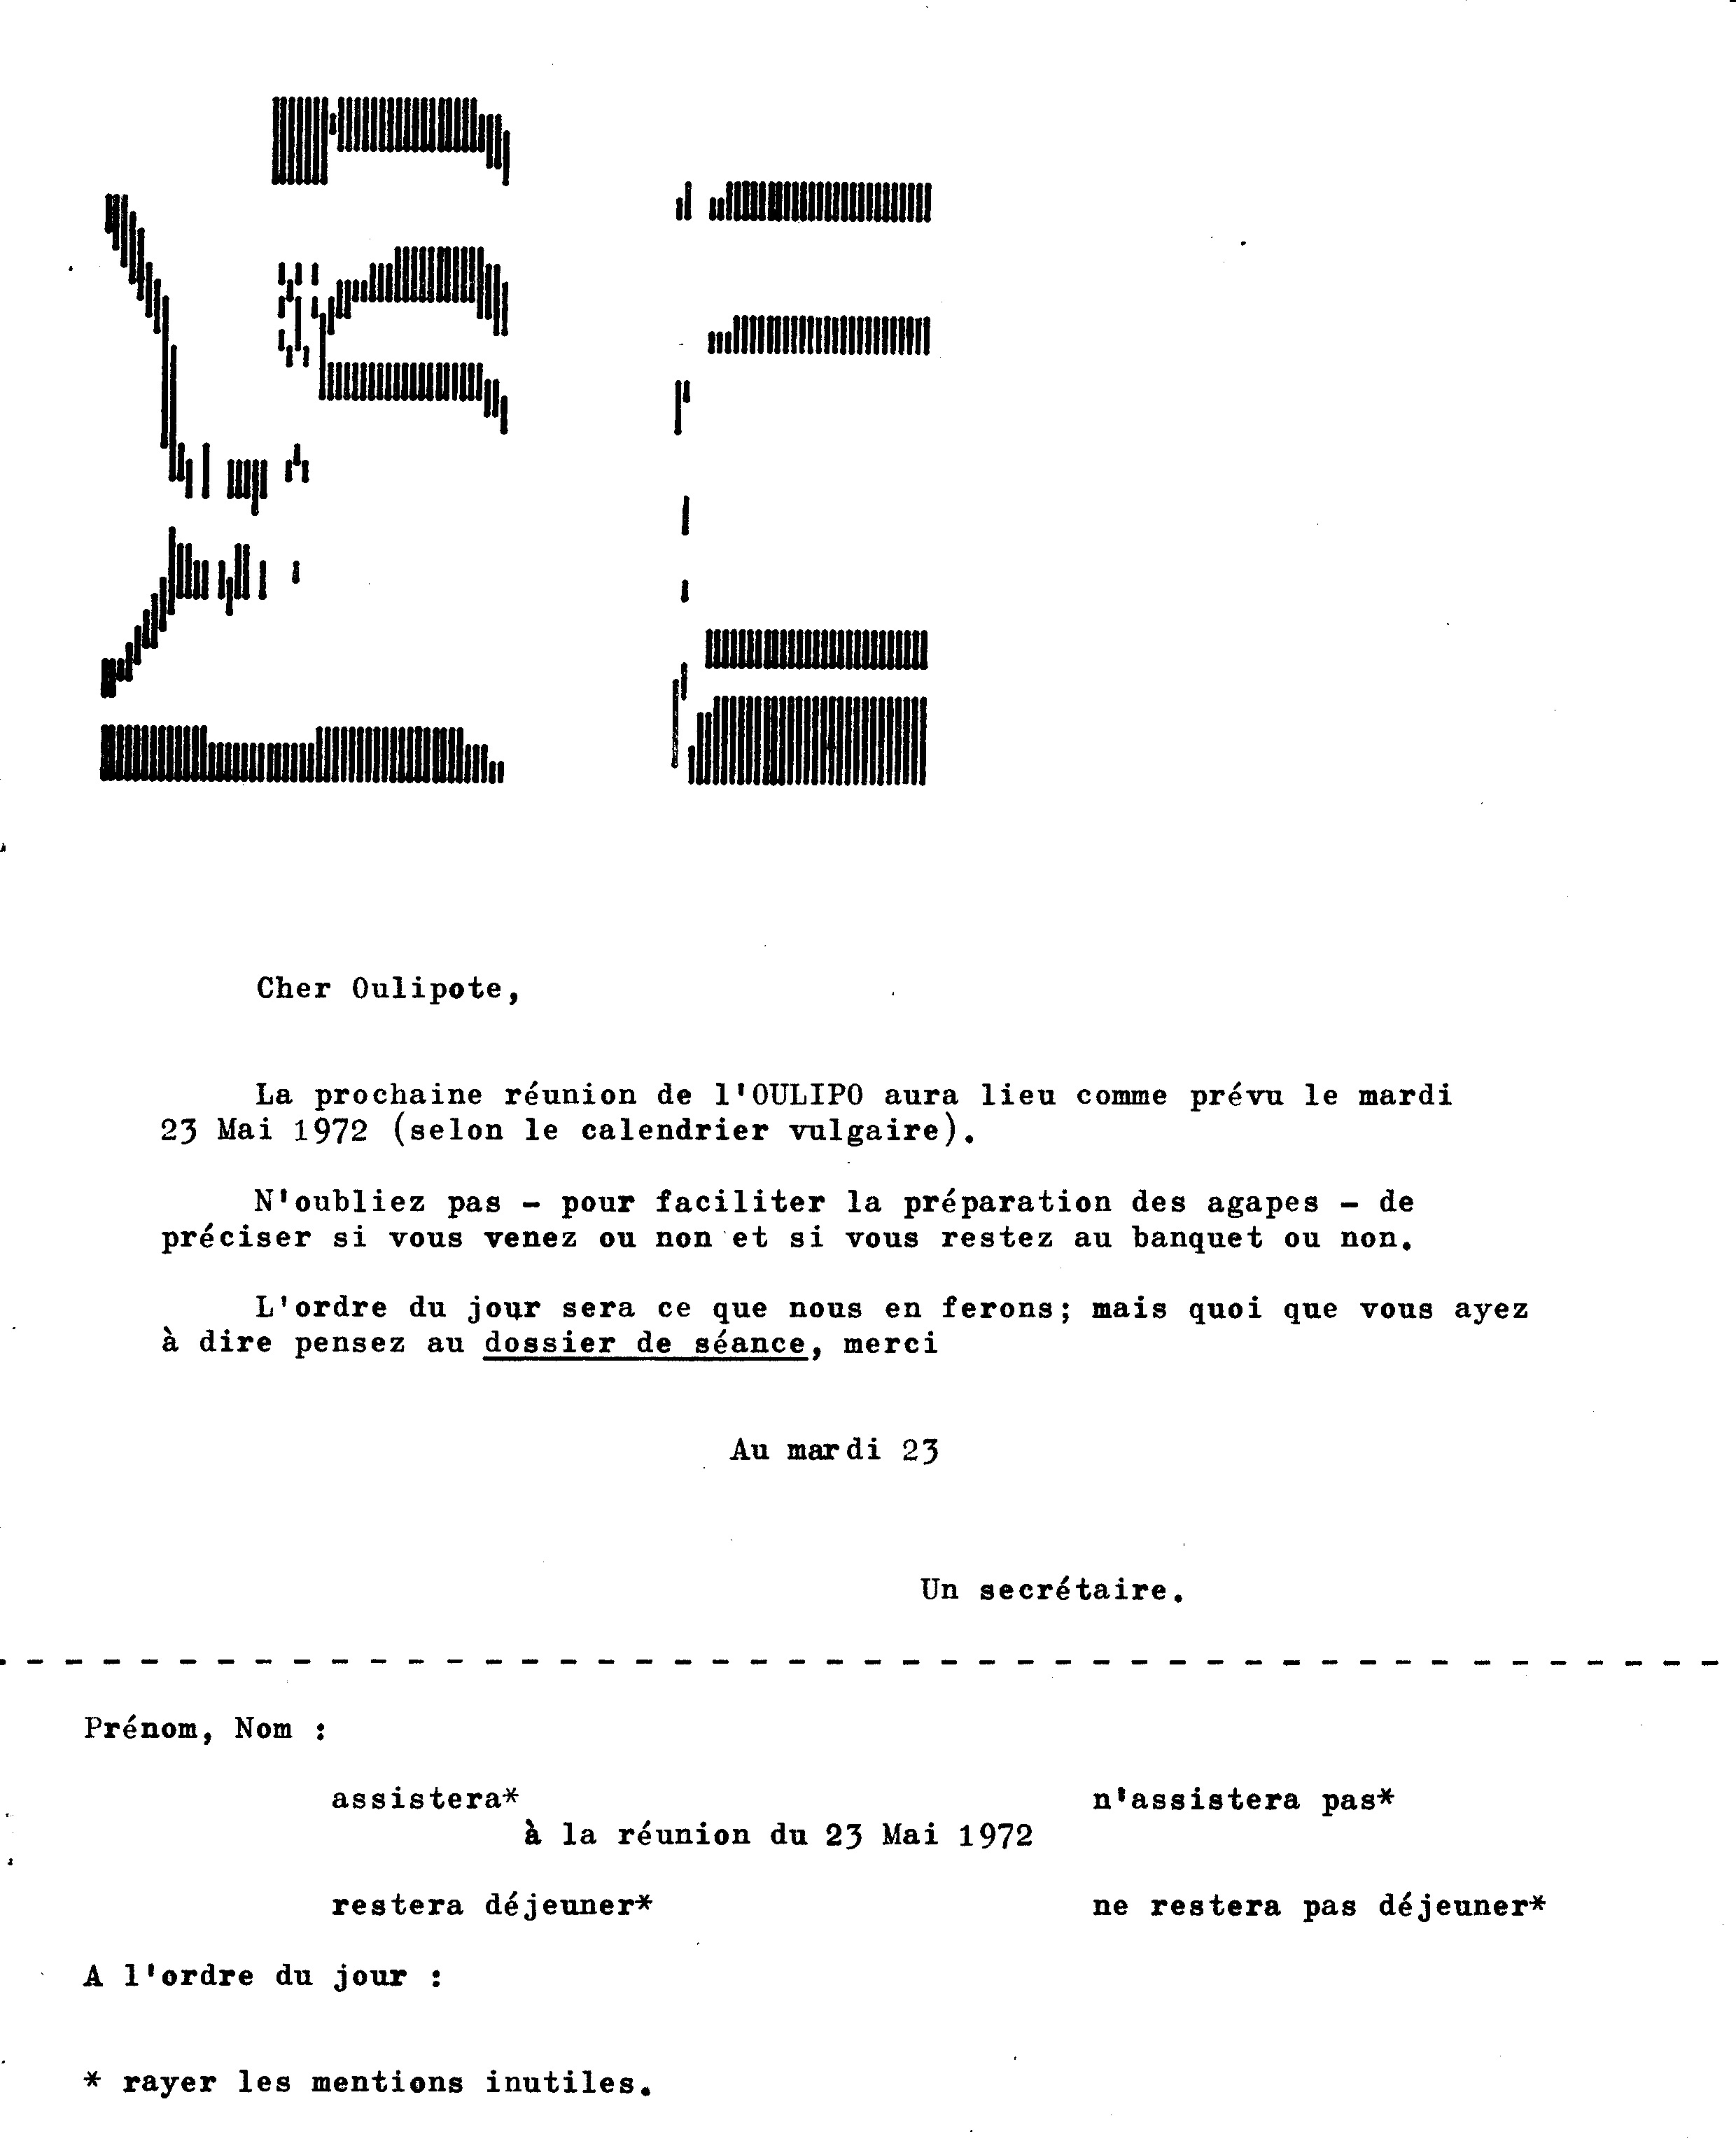 Cher Oulipote,
La prochaine réunion de l'OULIPO aura lieu comme prévu le mardi
23 Mai 1972 (selon le calendrier vulgaire).
N'oubliez pas - pour faciliter la préparation des agapes - de
préciser si vous venez ou non et si vous restez au banquet ou non.
L'ordre du jour sera ce que nous en ferons; mais quoi que vous ayez
à dire pensez au dossier de séance, merci
Au mardi 23
Un secrétaire.
Prénom, Nom :
assistera* n'assistera pas*
à la réunion du 23 Mai 1972
restera déjeuner* ne restera pas déjeuner*
A l'ordre du jour :
* rayer les mentions inutiles.